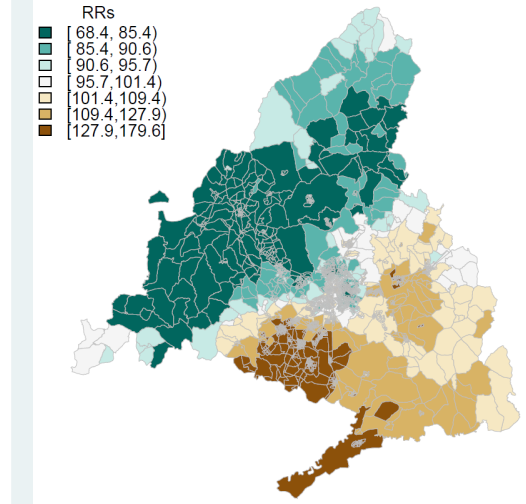 RRs
[ 68.4, 85.4)
[ 85.4, 90.6)
[ 90.6, 95.7)
[ 95.7,101.4)
[101.4,109.4)
[109.4,127.9)
[127.9,179.6]